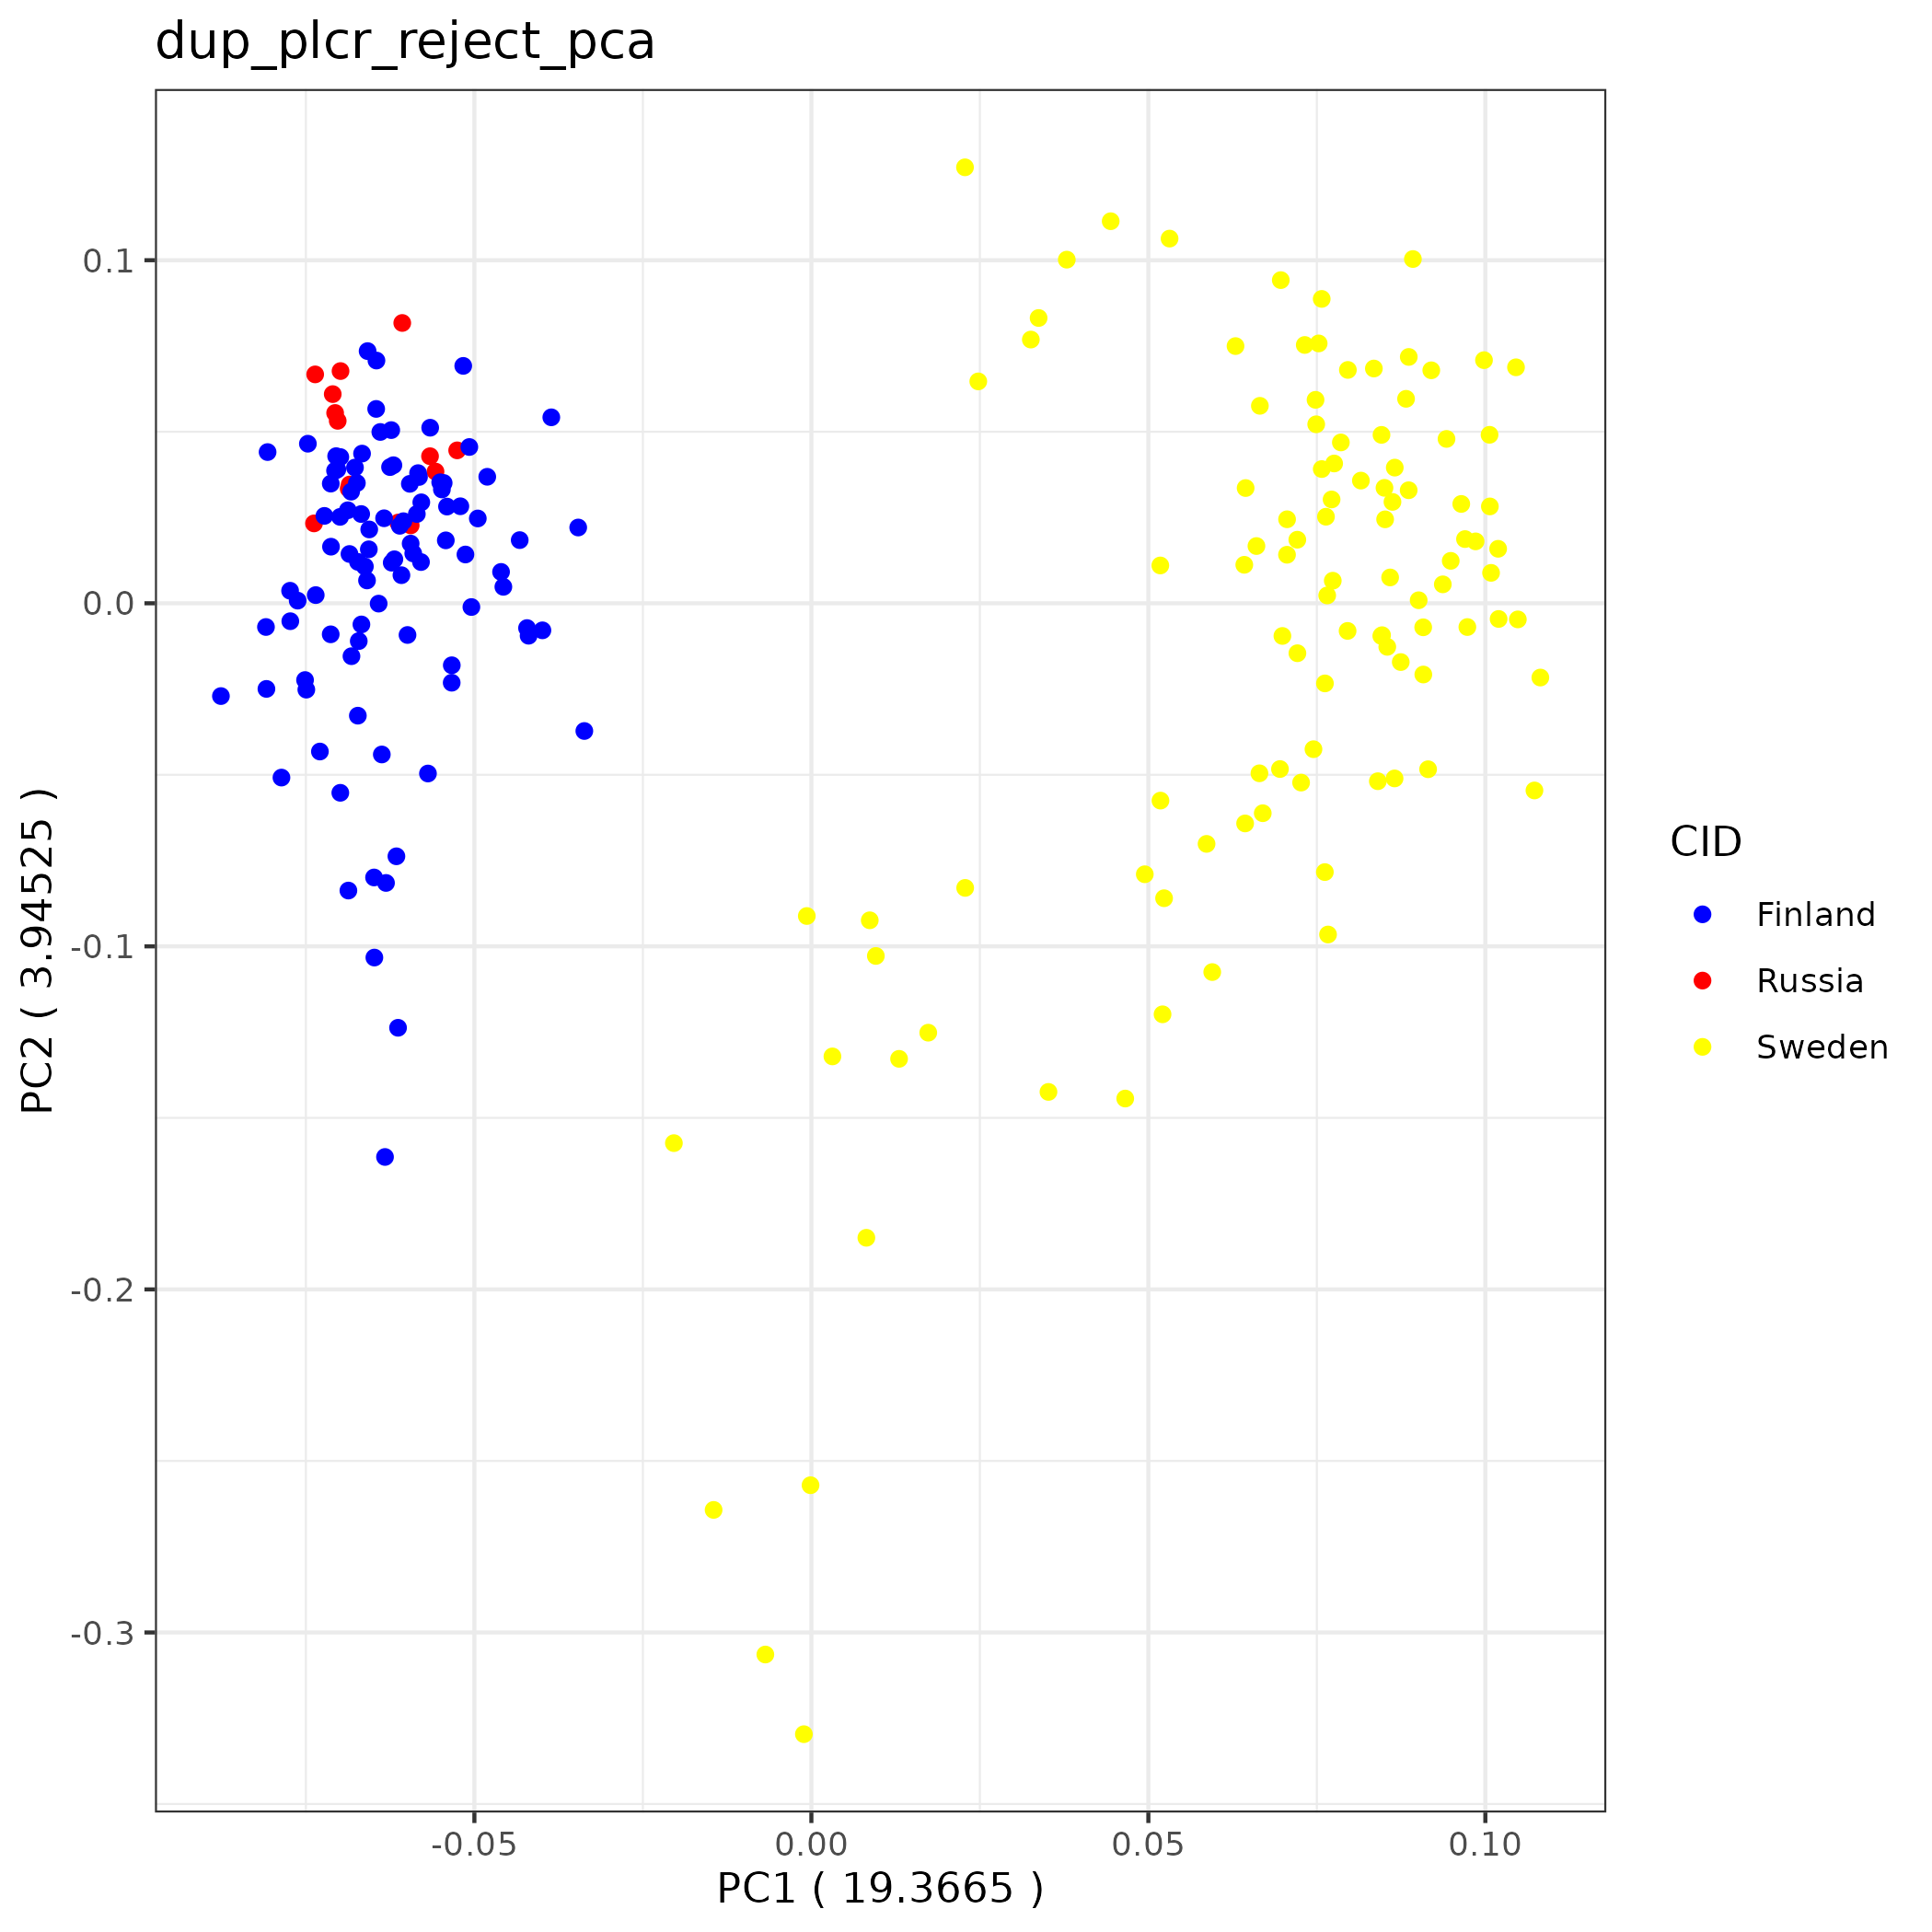 dup_plcr_reject_pca
0.1
0.0
-0.1
-0.2
-0.3
PC2 ( 3.94525 )
-0.05
0.00
0.05
0.10
PC1 ( 19.3665 )
CID
Finland
Russia
Sweden